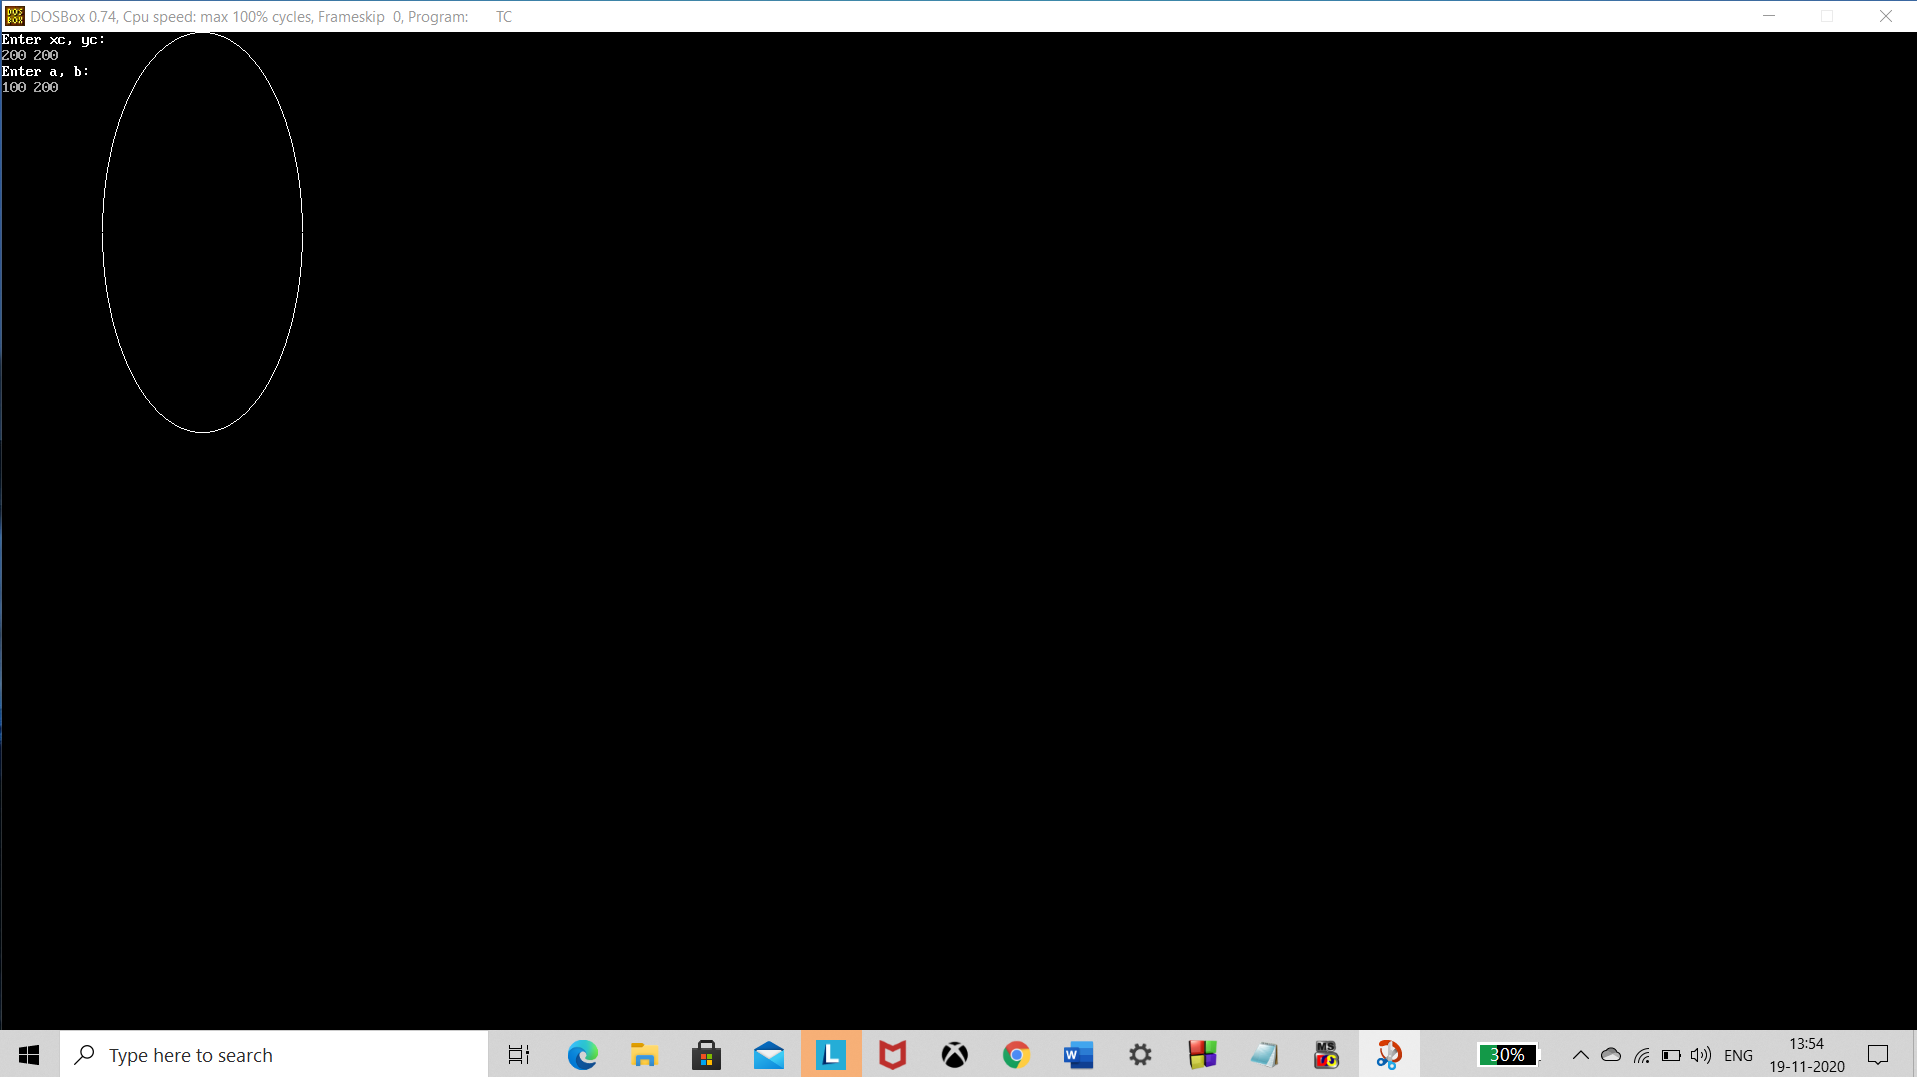 DOSBox 0.74, Cpu speed: max 100% cycles, Frameskip 0, Program: TC
Enter xc, yc:
200 200
Enter a, b:
100 200
Type here to search
30%
ENG
13:54
19-11-2020